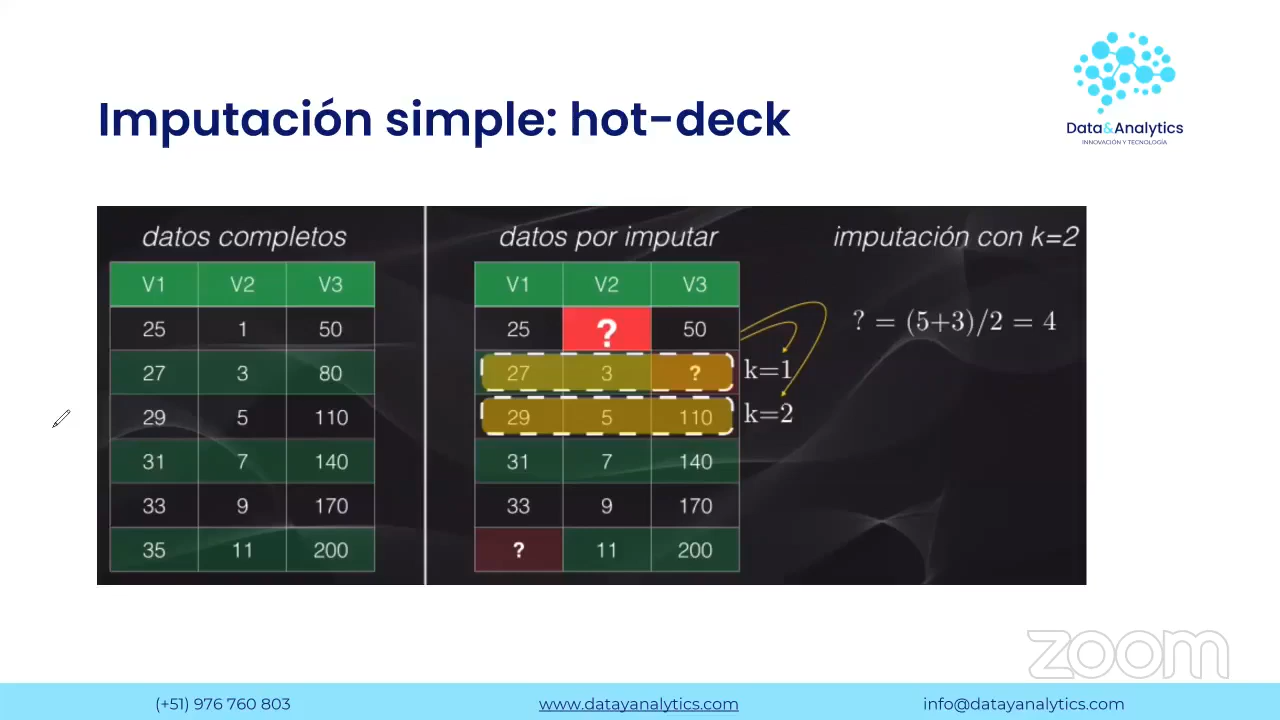 Imputación simple: hot-deck
Data&Analytics
INNOVACIÓN Y TECNOLOGÍA
datos completos
V1 V2 V3
25 1 50
27 3 80
29 5 110
31 7 140
33 9 170
35 11 200
datos por imputar
V1 V2 V3
25 ? 50
27 3 ? k=1
29 5 110 k=2
31 7 140
33 9 170
? 11 200
imputación con k=2
? = (5+3)/2 = 4
zoom
(+51) 976 760 803
www.datayanalytics.com
info@datayanalytics.com